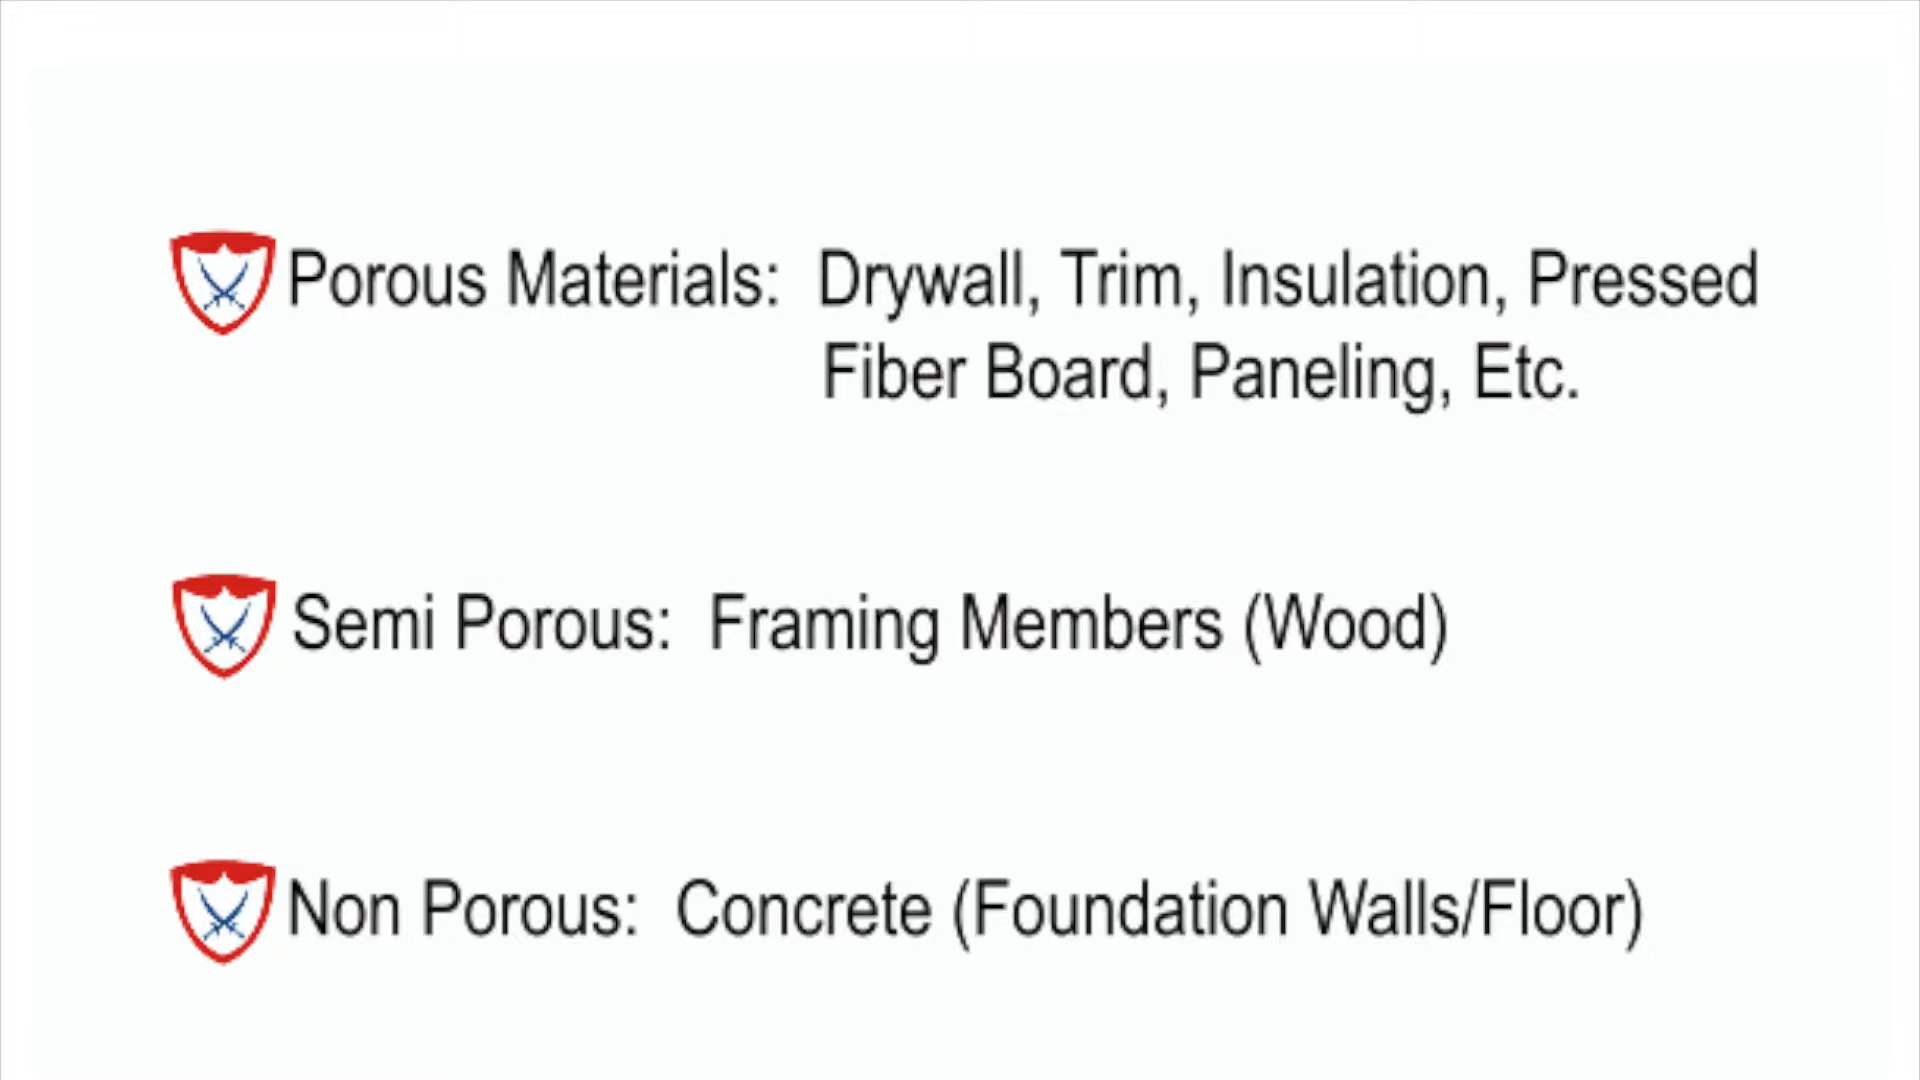 Porous Materials: Drywall, Trim, Insulation, Pressed
Fiber Board, Paneling, Etc.
Semi Porous: Framing Members (Wood)
Non Porous: Concrete (Foundation Walls/Floor)